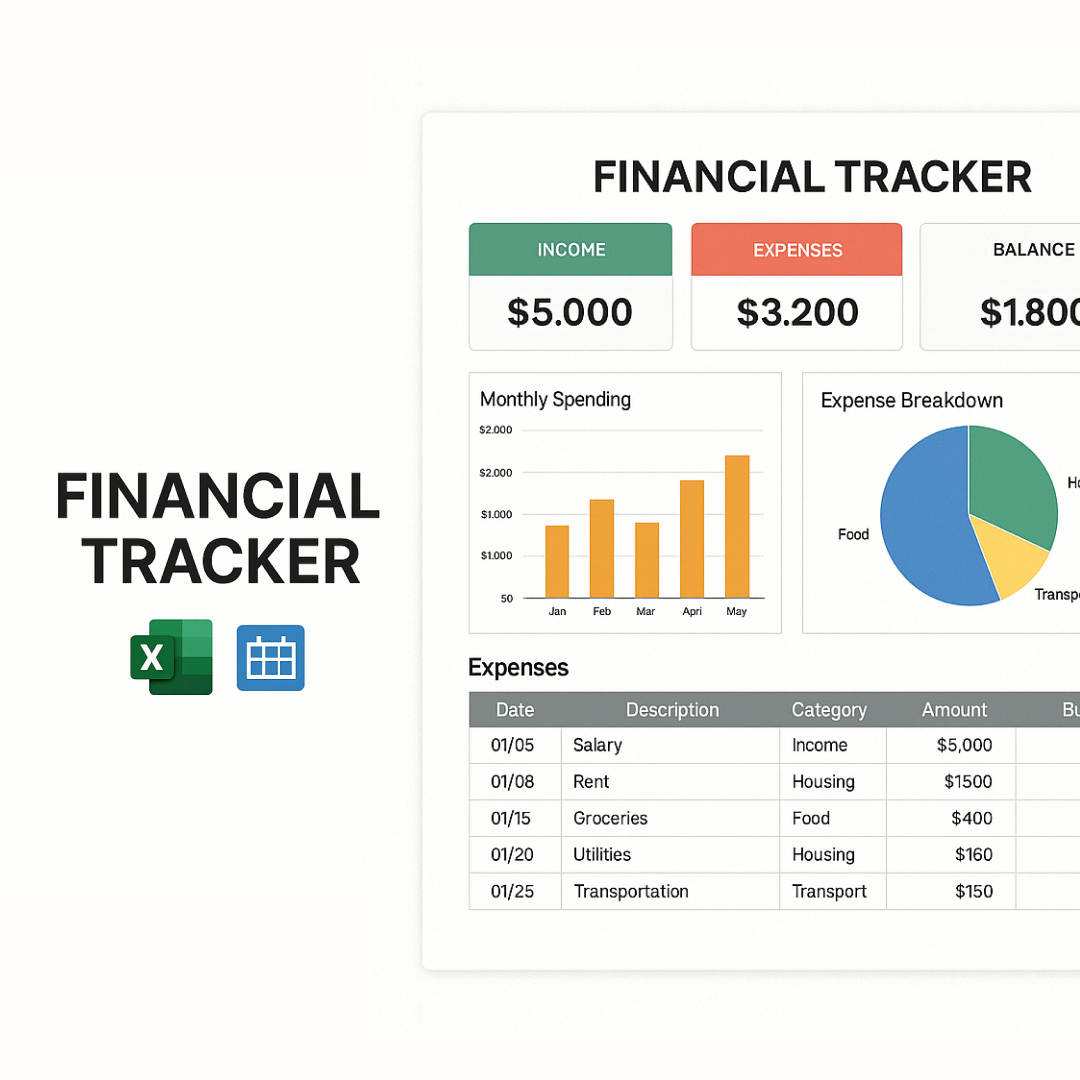 FINANCIAL TRACKER
INCOME
EXPENSES
BALANCE
$5.000
$3.200
$1.800
Monthly Spending
$2.000
$2.000
$1.000
$1.000
50
Jan
Feb
Mar
Apri
May
Expense Breakdown
Food
FINANCIAL
TRACKER
X
Expenses
Date Description Category Amount
01/05 Salary Income $5,000
01/08 Rent Housing $1500
01/15 Groceries Food $400
01/20 Utilities Housing $160
01/25 Transportation Transport $150